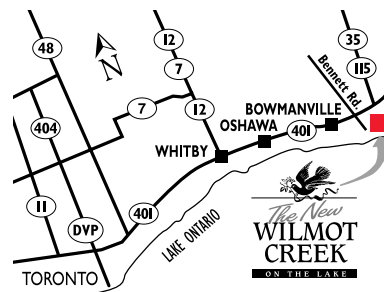 48
12
7
35
115
N
Bennett Rd.
404
7
12
BOWMANVILLE
OSHAWA
401
WHITBY
11
DVP
401
LAKE ONTARIO
TORONTO
The New
WILMOT
CREEK
ON THE LAKE